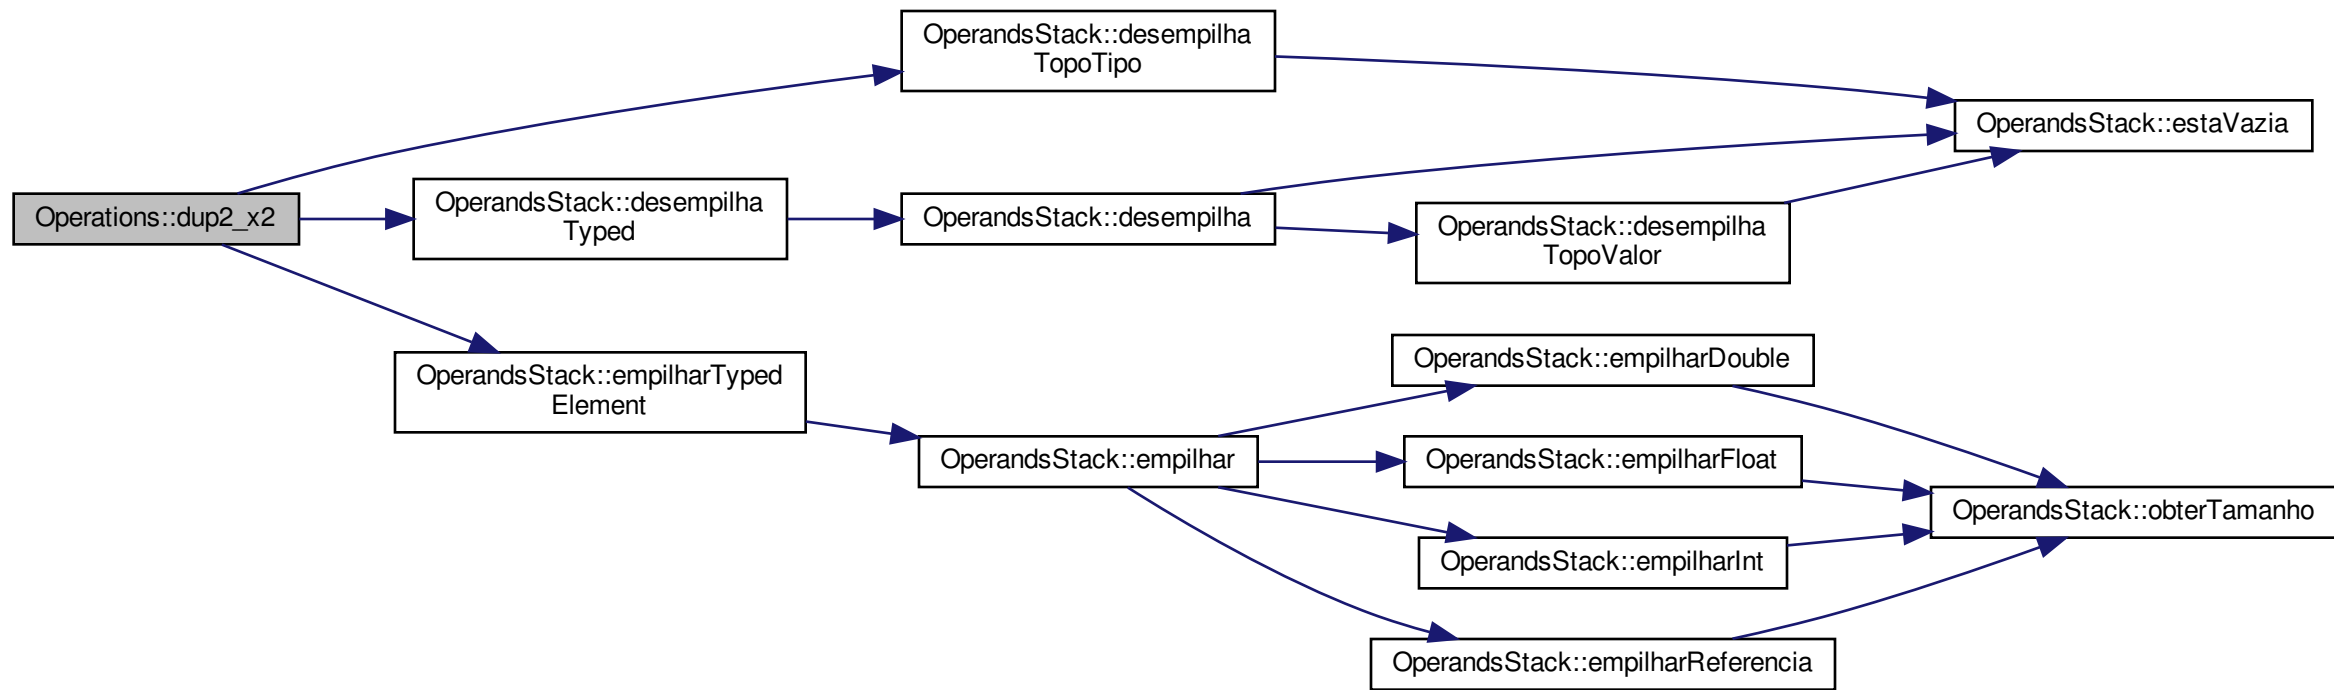 Operations::dup2_x2
OperandsStack::desempilha
TopoTipo
OperandsStack::desempilha
Typed
OperandsStack::empilharTyped
Element
OperandsStack::desempilha
OperandsStack::estaVazia
OperandsStack::desempilha
TopoValor
OperandsStack::empilhar
OperandsStack::empilharDouble
OperandsStack::empilharFloat
OperandsStack::empilharInt
OperandsStack::empilharReferencia
OperandsStack::obterTamanho